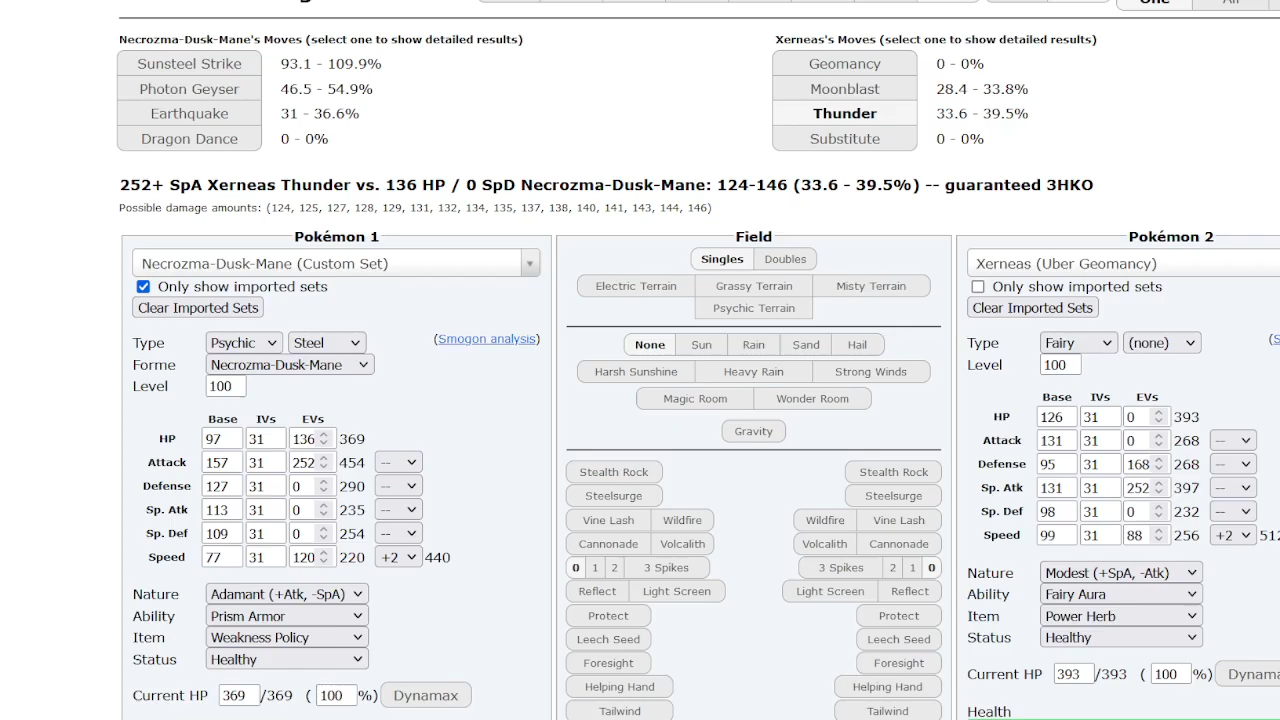 One
Necrozma-Dusk-Mane's Moves (select one to show detailed results)
Sunsteel Strike 93.1 - 109.9%
Photon Geyser 46.5 - 54.9%
Earthquake 31 - 36.6%
Dragon Dance 0 - 0%
Xerneas's Moves (select one to show detailed results)
Geomancy 0 - 0%
Moonblast 28.4 - 33.8%
Thunder 33.6 - 39.5%
Substitute 0 - 0%
252+ SpA Xerneas Thunder vs. 136 HP / 0 SpD Necrozma-Dusk-Mane: 124-146 (33.6 - 39.5%) -- guaranteed 3HKO
Possible damage amounts: (124, 125, 127, 128, 129, 131, 132, 134, 135, 137, 138, 140, 141, 143, 144, 146)
Pokémon 1
Necrozma-Dusk-Mane (Custom Set)
Only show imported sets
Clear Imported Sets
Type Psychic Steel (Smogon analysis)
Forme Necrozma-Dusk-Mane
Level 100
Base IVs EVs
HP 97 31 136 369
Attack 157 31 252 454 --
Defense 127 31 0 290 --
Sp. Atk 113 31 0 235 --
Sp. Def 109 31 0 254 --
Speed 77 31 120 220 +2 440
Nature Adamant (+Atk, -SpA)
Ability Prism Armor
Item Weakness Policy
Status Healthy
Current HP 369 /369 ( 100 %) Dynamax
Field
Singles Doubles
Electric Terrain Grassy Terrain Misty Terrain
Psychic Terrain
None Sun Rain Sand Hail
Harsh Sunshine Heavy Rain Strong Winds
Magic Room Wonder Room
Gravity
Stealth Rock Stealth Rock
Steelsurge Steelsurge
Vine Lash Wildfire Wildfire Vine Lash
Cannonade Volcalith Volcalith Cannonade
0 1 2 3 Spikes 3 Spikes 2 1 0
Reflect Light Screen Light Screen Reflect
Protect Protect
Leech Seed Leech Seed
Foresight Foresight
Helping Hand Helping Hand
Tailwind Tailwind
Pokémon 2
Xerneas (Uber Geomancy)
Only show imported sets
Clear Imported Sets
Type Fairy (none) (S
Level 100
Base IVs EVs
HP 126 31 0 393
Attack 131 31 0 268 --
Defense 95 31 168 268 --
Sp. Atk 131 31 252 397 --
Sp. Def 98 31 0 232 --
Speed 99 31 88 256 +2 512
Nature Modest (+SpA, -Atk)
Ability Fairy Aura
Item Power Herb
Status Healthy
Current HP 393 /393 ( 100 %) Dynama
Health